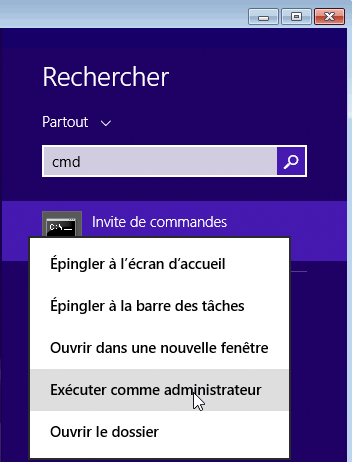 Rechercher
Partout
cmd
C:\
Invite de commandes
Épingler à l'écran d'accueil
Épingler à la barre des tâches
Ouvrir dans une nouvelle fenêtre
Exécuter comme administrateur
Ouvrir le dossier